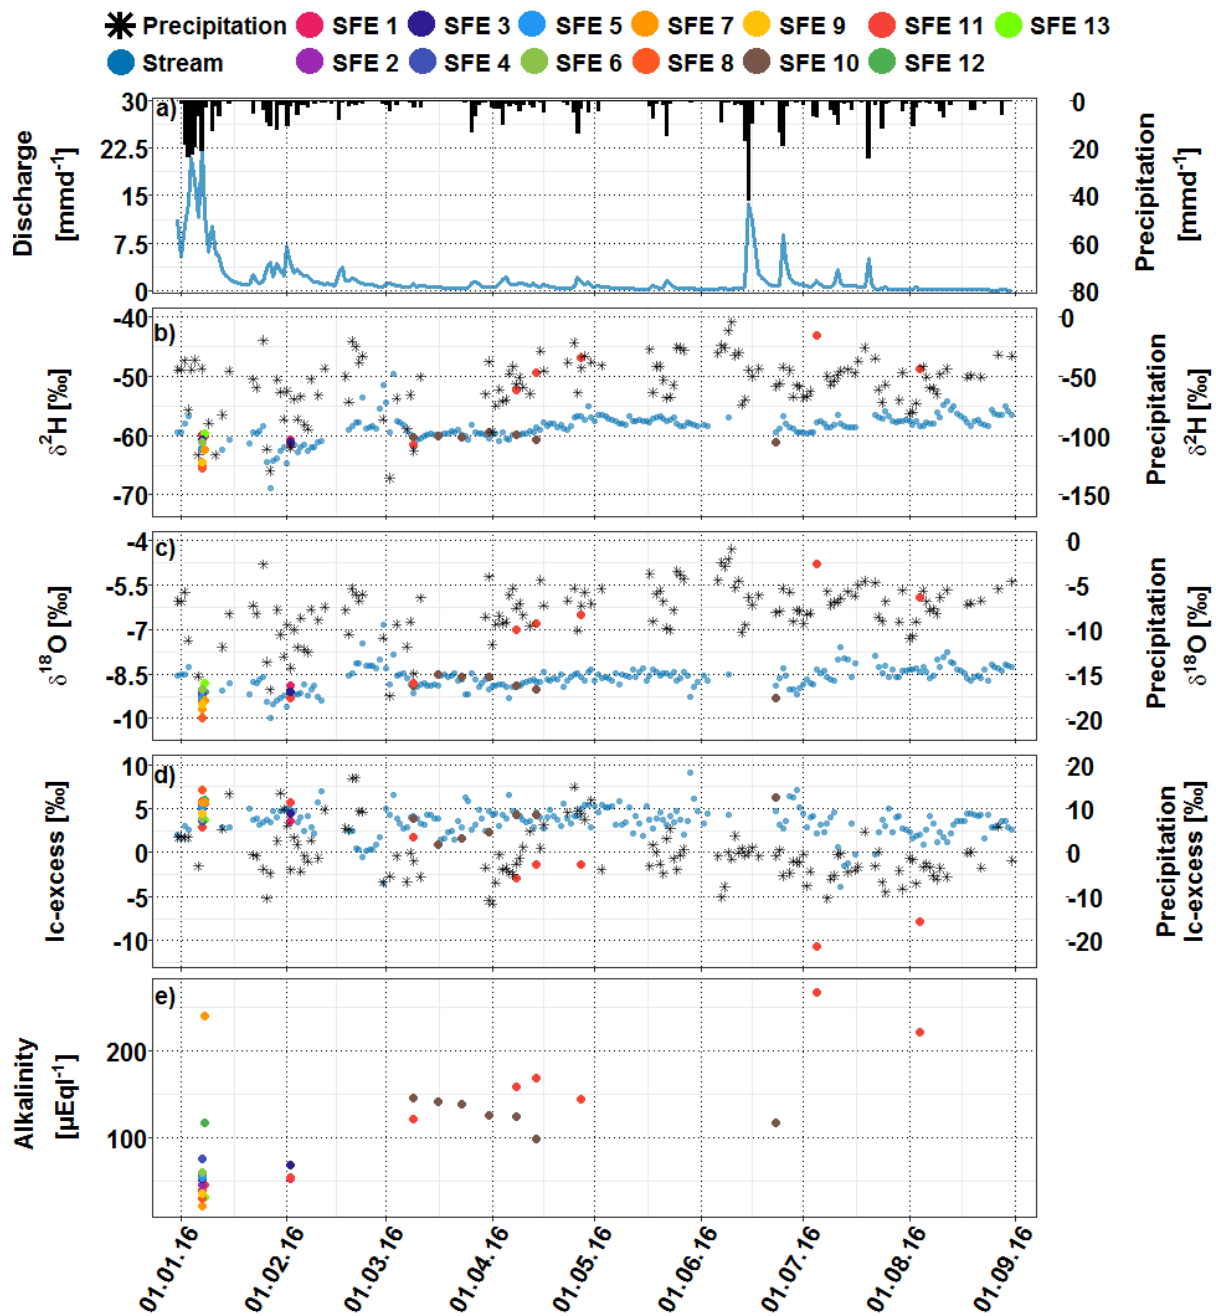 Precipitation SFE 1 SFE 3 SFE 5 SFE 7 SFE 9 SFE 11 SFE 13
Stream SFE 2 SFE 4 SFE 6 SFE 8 SFE 10 SFE 12
a)
Discharge
[mmd⁻¹]
30
22.5
15
7.5
0
0
20
40
60
80
Precipitation
[mmd⁻¹]
b)
δ²H [‰]
-40
-50
-60
-70
0
-50
-100
-150
Precipitation
δ²H [‰]
c)
δ¹⁸O [‰]
-4
-5.5
-7
-8.5
-10
0
-5
-10
-15
-20
Precipitation
δ¹⁸O [‰]
d)
lc-excess [‰]
10
5
0
-5
-10
20
10
0
-10
-20
Precipitation
lc-excess [‰]
e)
Alkalinity
[µEql⁻¹]
200
100
01.01.16
01.02.16
01.03.16
01.04.16
01.05.16
01.06.16
01.07.16
01.08.16
01.09.16